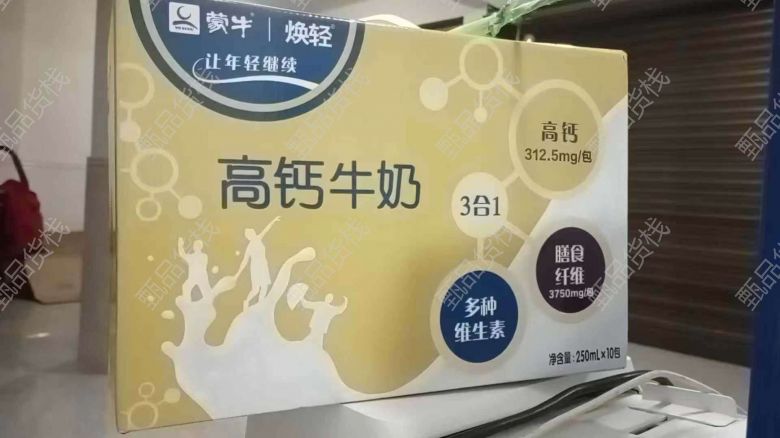 蒙牛 | 焕轻
让年轻继续
高钙
312.5mg/包
高钙牛奶
3合1
膳食
纤维
3750mg/包
多种
维生素
净含量: 250mL×10包
甄品货栈